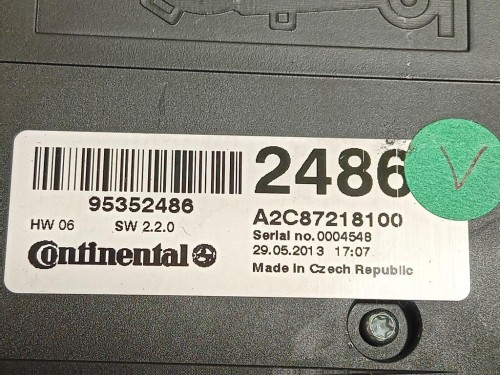 2486
95352486
A2C87218100
HW 06 SW 2.2.0
Serial no.0004548
29.05.2013 17:07
Continental
Made in Czech Republic
V